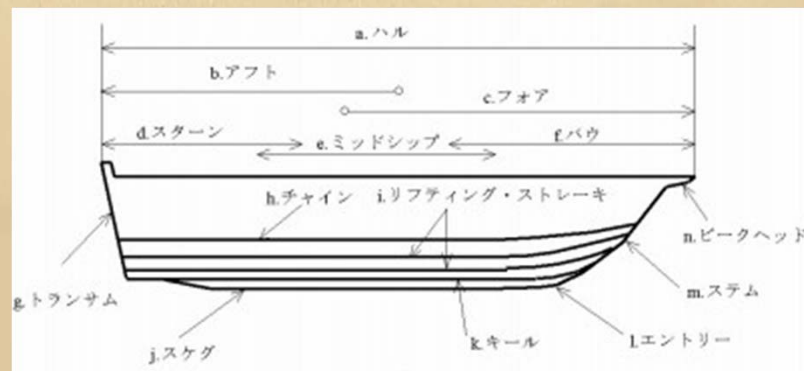 a.ハル
b.アフト
c.フォア
d.スターン
e.ミッドシップ
f.バウ
h.チャイン
i.リフティング・ストレーキ
n.ビークヘッド
m.ステム
g.トランサム
k.キール
l.エントリー
j.スケグ